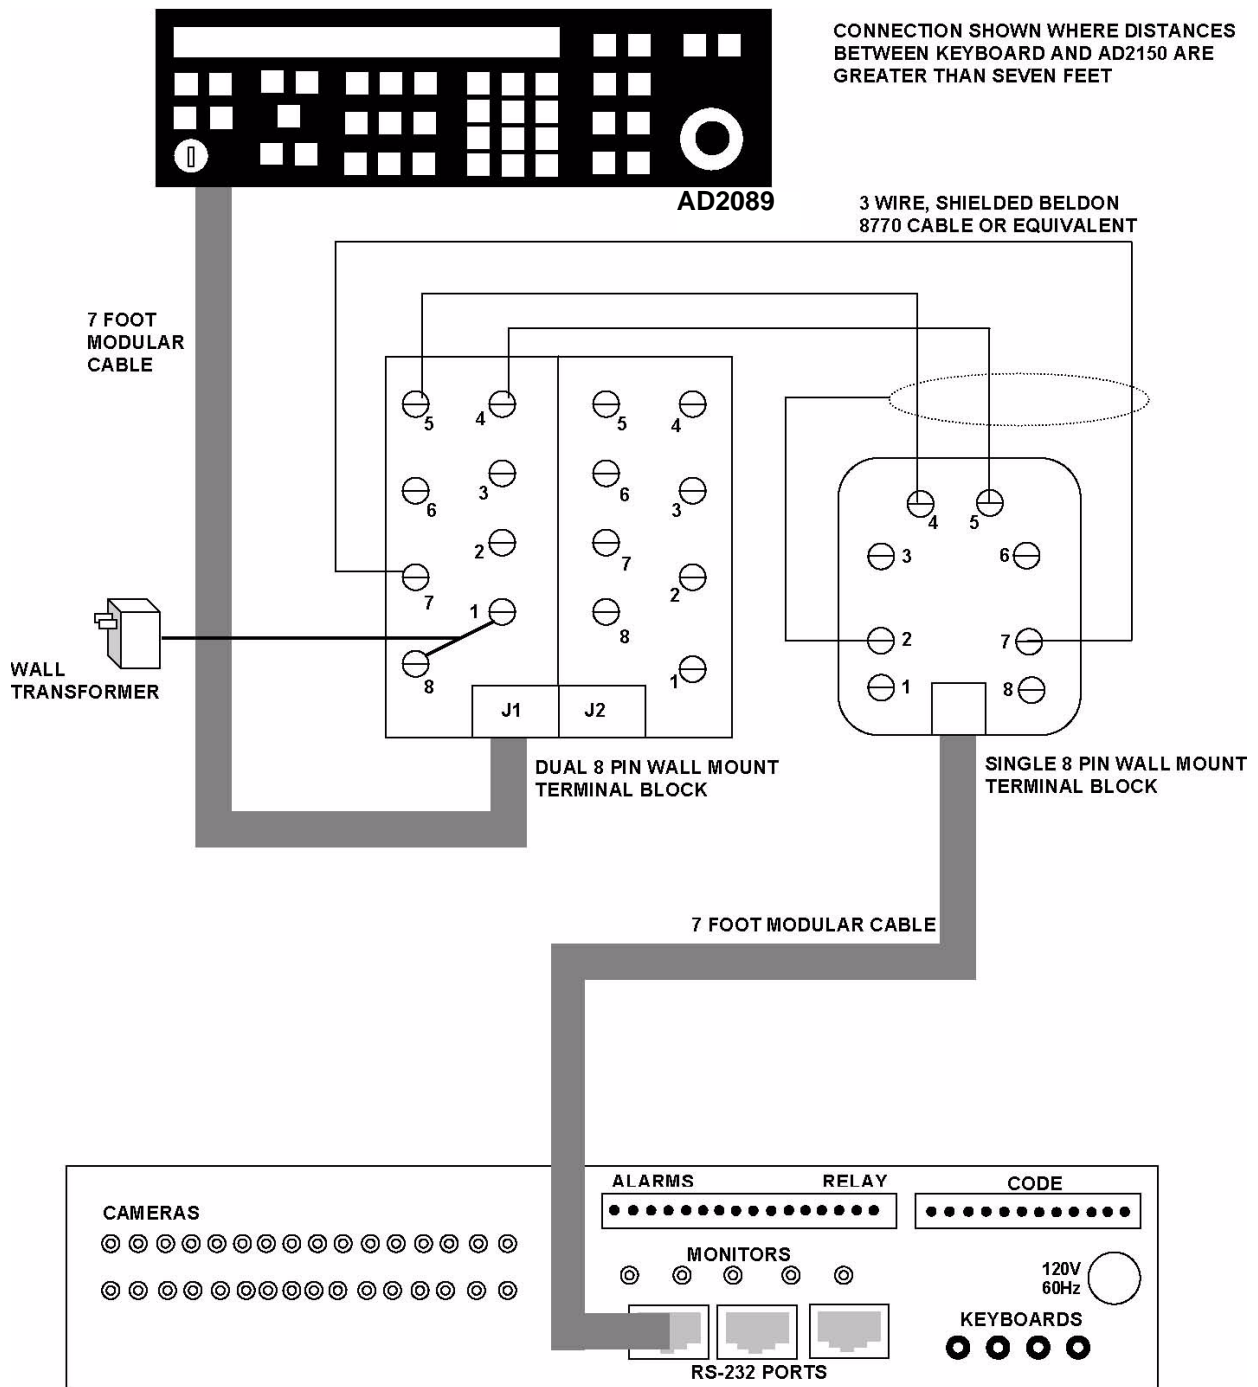 CONNECTION SHOWN WHERE DISTANCES
BETWEEN KEYBOARD AND AD2150 ARE
GREATER THAN SEVEN FEET
AD2089
3 WIRE, SHIELDED BELDON
8770 CABLE OR EQUIVALENT
7 FOOT
MODULAR
CABLE
5
4
5
4
6
3
6
3
7
2
7
2
8
1
8
1
J1
J2
4
5
3
6
2
7
1
8
WALL
TRANSFORMER
DUAL 8 PIN WALL MOUNT
TERMINAL BLOCK
SINGLE 8 PIN WALL MOUNT
TERMINAL BLOCK
7 FOOT MODULAR CABLE
ALARMS
RELAY
CODE
CAMERAS
MONITORS
120V
60Hz
KEYBOARDS
RS-232 PORTS